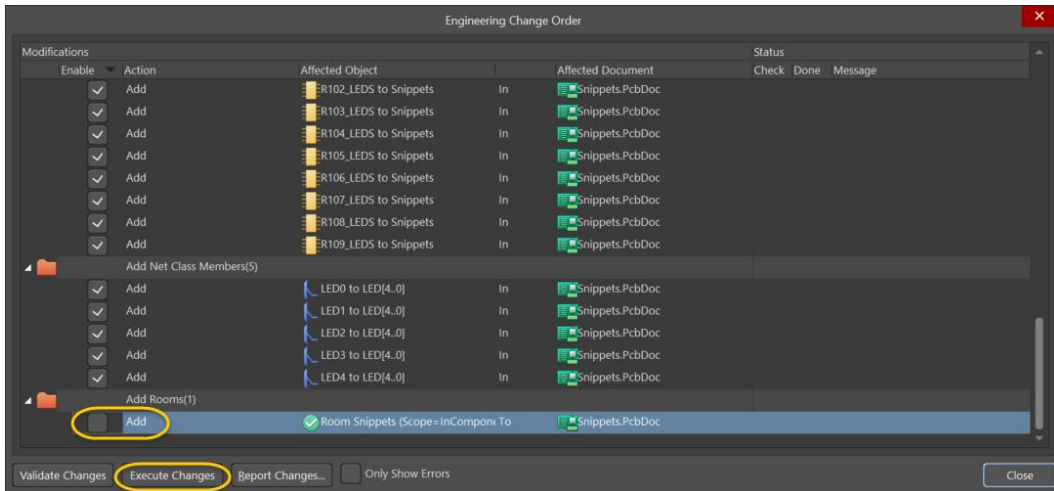 Engineering Change Order
Modifications Status
Enable Action Affected Object Affected Document Check Done Message
Add R102_LEDS to Snippets In Snippets.PcbDoc
Add R103_LEDS to Snippets In Snippets.PcbDoc
Add R104_LEDS to Snippets In Snippets.PcbDoc
Add R105_LEDS to Snippets In Snippets.PcbDoc
Add R106_LEDS to Snippets In Snippets.PcbDoc
Add R107_LEDS to Snippets In Snippets.PcbDoc
Add R108_LEDS to Snippets In Snippets.PcbDoc
Add R109_LEDS to Snippets In Snippets.PcbDoc
Add Net Class Members(5)
Add LED0 to LED[4..0] In Snippets.PcbDoc
Add LED1 to LED[4..0] In Snippets.PcbDoc
Add LED2 to LED[4..0] In Snippets.PcbDoc
Add LED3 to LED[4..0] In Snippets.PcbDoc
Add LED4 to LED[4..0] In Snippets.PcbDoc
Add Rooms(1)
Add Room Snippets (Scope=InCompone To Snippets.PcbDoc
Validate Changes Execute Changes Report Changes... Only Show Errors Close